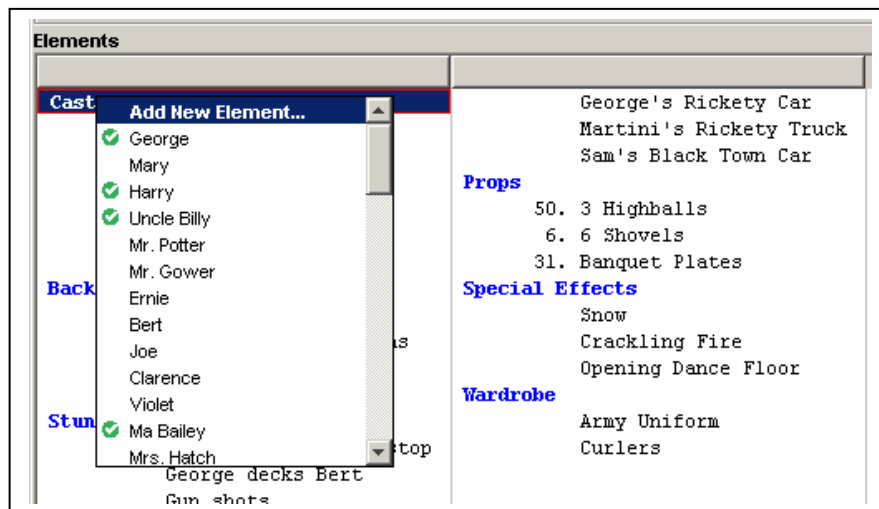 Elements
Cast
Add New Element...
George
Mary
Harry
Uncle Billy
Mr. Potter
Mr. Gower
Back
Ernie
Bert
Joe
Clarence
Violet
Stun
Ma Bailey
Mrs. Hatch
stop
George decks Bert
Gun shots
George's Rickety Car
Martini's Rickety Truck
Sam's Black Town Car
Props
50. 3 Highballs
6. 6 Shovels
31. Banquet Plates
Special Effects
Snow
Crackling Fire
Opening Dance Floor
Wardrobe
Army Uniform
Curlers